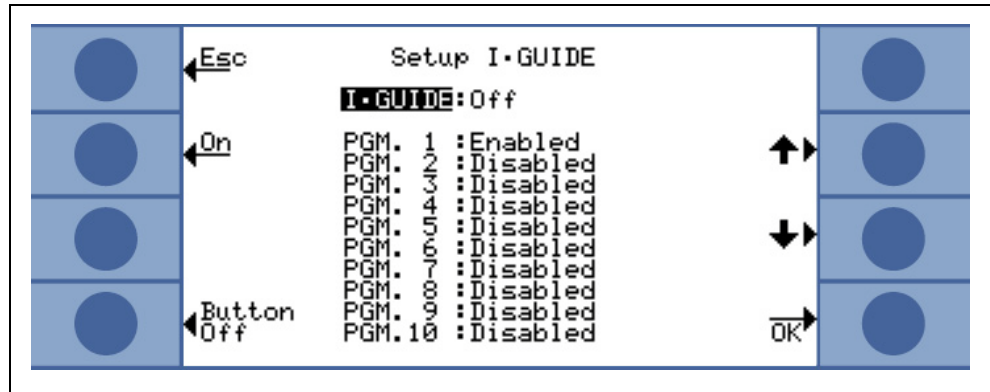 Esc
Setup I·GUIDE
I·GUIDE:Off
On
PGM. 1 :Enabled
PGM. 2 :Disabled
PGM. 3 :Disabled
PGM. 4 :Disabled
PGM. 5 :Disabled
PGM. 6 :Disabled
PGM. 7 :Disabled
PGM. 8 :Disabled
PGM. 9 :Disabled
PGM.10 :Disabled
Button
Off
OK